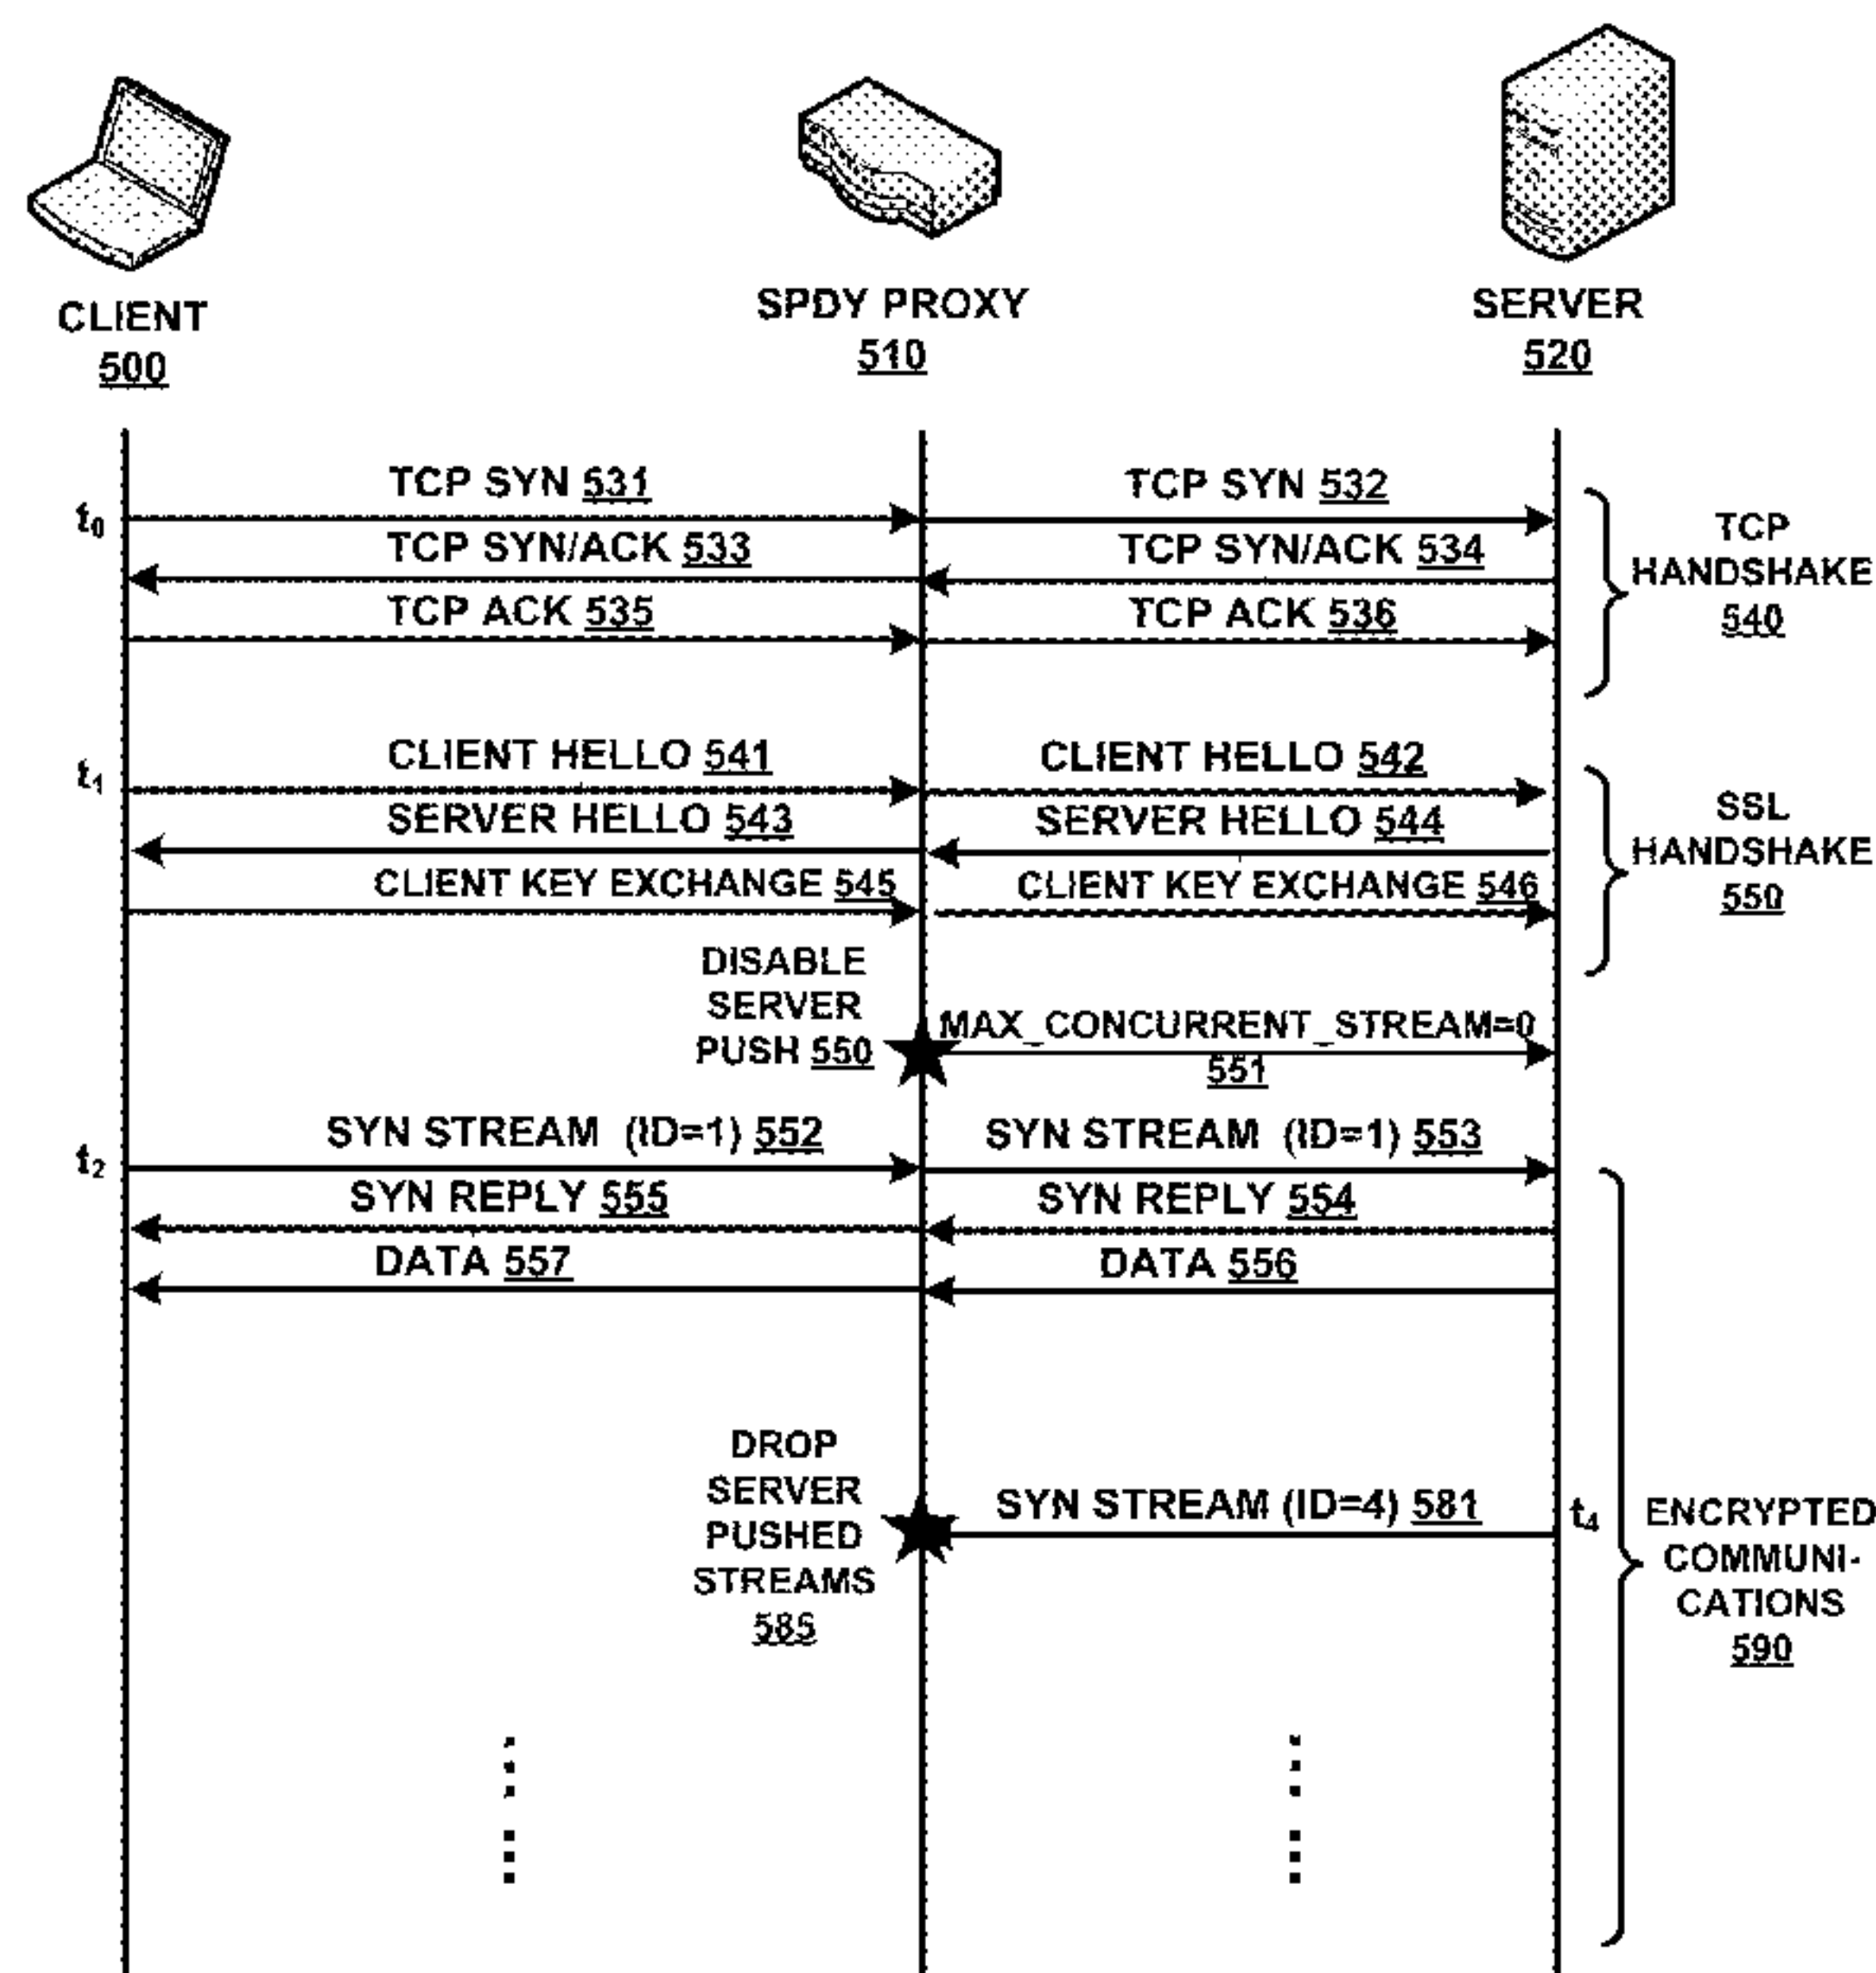 CLIENT
500
SPDY PROXY
510
SERVER
520
TCP SYN 531
TCP SYN 532
t0
TCP SYN/ACK 533
TCP SYN/ACK 534
TCP ACK 535
TCP ACK 536
TCP
HANDSHAKE
540
CLIENT HELLO 541
CLIENT HELLO 542
t1
SERVER HELLO 543
SERVER HELLO 544
CLIENT KEY EXCHANGE 545
CLIENT KEY EXCHANGE 546
SSL
HANDSHAKE
550
DISABLE
SERVER
PUSH 550
MAX_CONCURRENT_STREAM=0
551
SYN STREAM (ID=1) 552
SYN STREAM (ID=1) 553
t2
SYN REPLY 555
SYN REPLY 554
DATA 557
DATA 556
DROP
SERVER
PUSHED
STREAMS
585
SYN STREAM (ID=4) 581
t4
ENCRYPTED
COMMUNI-
CATIONS
590